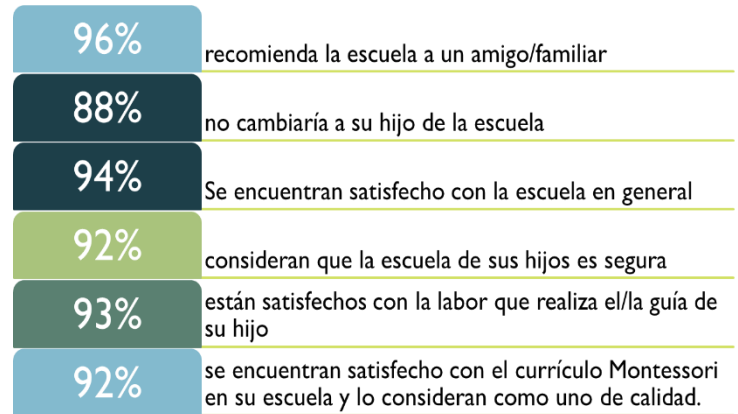 96%
recomienda la escuela a un amigo/familiar
88%
no cambiaría a su hijo de la escuela
94%
Se encuentran satisfecho con la escuela en general
92%
consideran que la escuela de sus hijos es segura
93%
están satisfechos con la labor que realiza el/la guía de
su hijo
92%
se encuentran satisfecho con el currículo Montessori
en su escuela y lo consideran como uno de calidad.